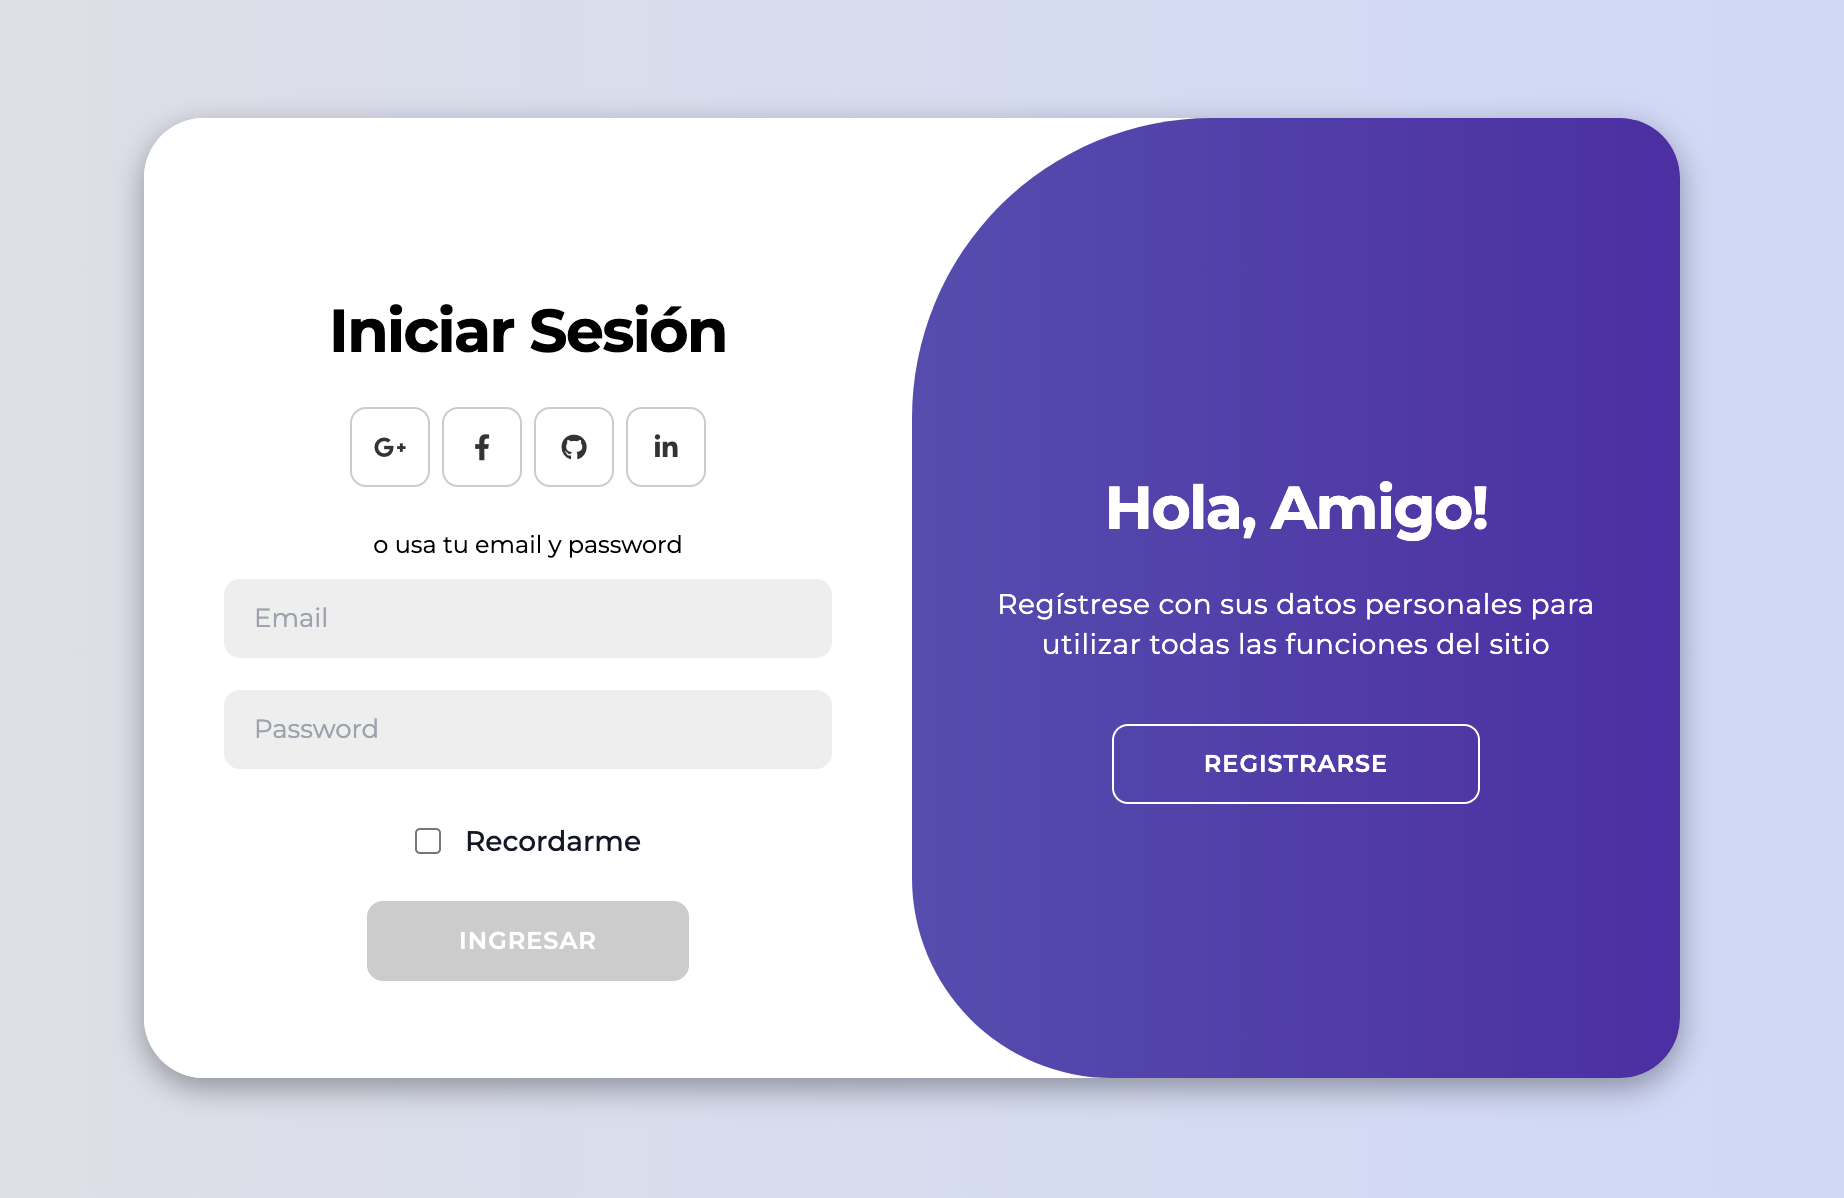 Iniciar Sesión
G+ f in
o usa tu email y password
Email
Password
Recordarme
INGRESAR
Hola, Amigo!
Regístrese con sus datos personales para
utilizar todas las funciones del sitio
REGISTRARSE